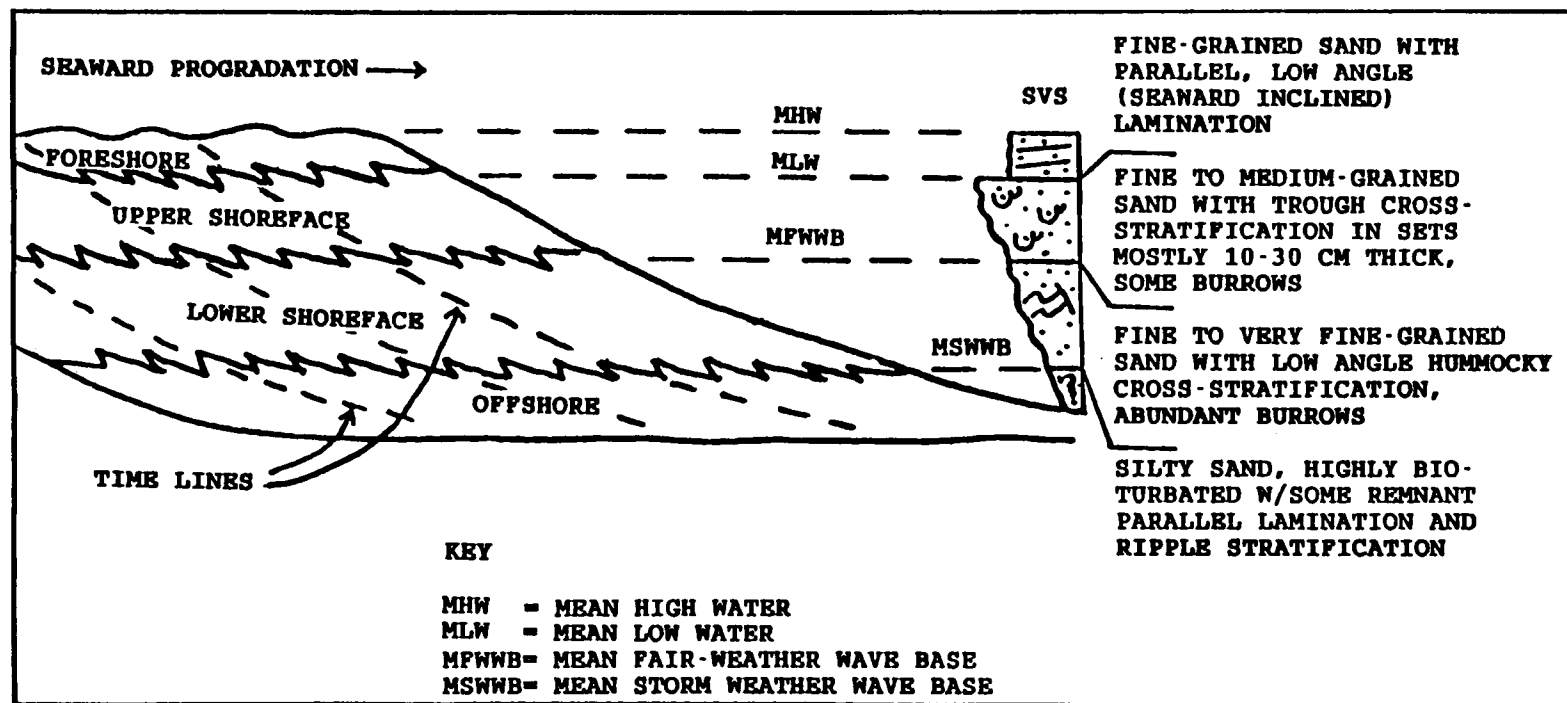 SEAWARD PROGRADATION
SVS
MHW
MLW
MFWWB
MSWWB
FORESHORE
UPPER SHOREFACE
LOWER SHOREFACE
OFFSHORE
TIME LINES
FINE-GRAINED SAND WITH
PARALLEL, LOW ANGLE
(SEAWARD INCLINED)
LAMINATION
FINE TO MEDIUM-GRAINED
SAND WITH TROUGH CROSS-
STRATIFICATION IN SETS
MOSTLY 10-30 CM THICK,
SOME BURROWS
FINE TO VERY FINE-GRAINED
SAND WITH LOW ANGLE HUMMOCKY
CROSS-STRATIFICATION,
ABUNDANT BURROWS
SILTY SAND, HIGHLY BIO-
TURBATED W/SOME REMNANT
PARALLEL LAMINATION AND
RIPPLE STRATIFICATION
KEY
MHW = MEAN HIGH WATER
MLW = MEAN LOW WATER
MFWWB= MEAN FAIR-WEATHER WAVE BASE
MSWWB= MEAN STORM WEATHER WAVE BASE